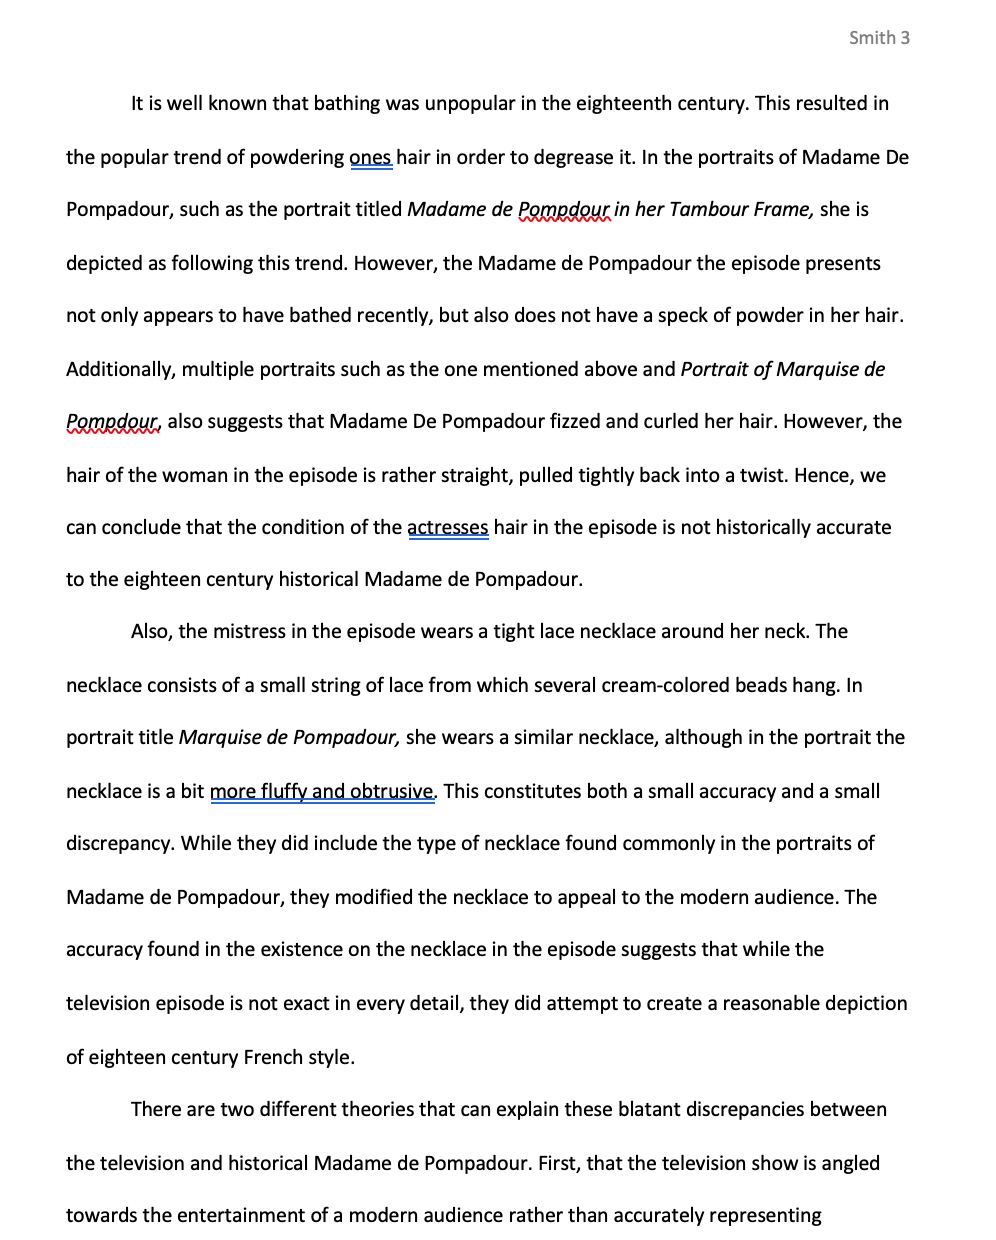 Smith 3
It is well known that bathing was unpopular in the eighteenth century. This resulted in
the popular trend of powdering ones hair in order to degrease it. In the portraits of Madame De
Pompadour, such as the portrait titled Madame de Pompdour in her Tambour Frame, she is
depicted as following this trend. However, the Madame de Pompadour the episode presents
not only appears to have bathed recently, but also does not have a speck of powder in her hair.
Additionally, multiple portraits such as the one mentioned above and Portrait of Marquise de
Pompdour, also suggests that Madame De Pompadour fizzed and curled her hair. However, the
hair of the woman in the episode is rather straight, pulled tightly back into a twist. Hence, we
can conclude that the condition of the actresses hair in the episode is not historically accurate
to the eighteen century historical Madame de Pompadour.
Also, the mistress in the episode wears a tight lace necklace around her neck. The
necklace consists of a small string of lace from which several cream-colored beads hang. In
portrait title Marquise de Pompadour, she wears a similar necklace, although in the portrait the
necklace is a bit more fluffy and obtrusive. This constitutes both a small accuracy and a small
discrepancy. While they did include the type of necklace found commonly in the portraits of
Madame de Pompadour, they modified the necklace to appeal to the modern audience. The
accuracy found in the existence on the necklace in the episode suggests that while the
television episode is not exact in every detail, they did attempt to create a reasonable depiction
of eighteen century French style.
There are two different theories that can explain these blatant discrepancies between
the television and historical Madame de Pompadour. First, that the television show is angled
towards the entertainment of a modern audience rather than accurately representing